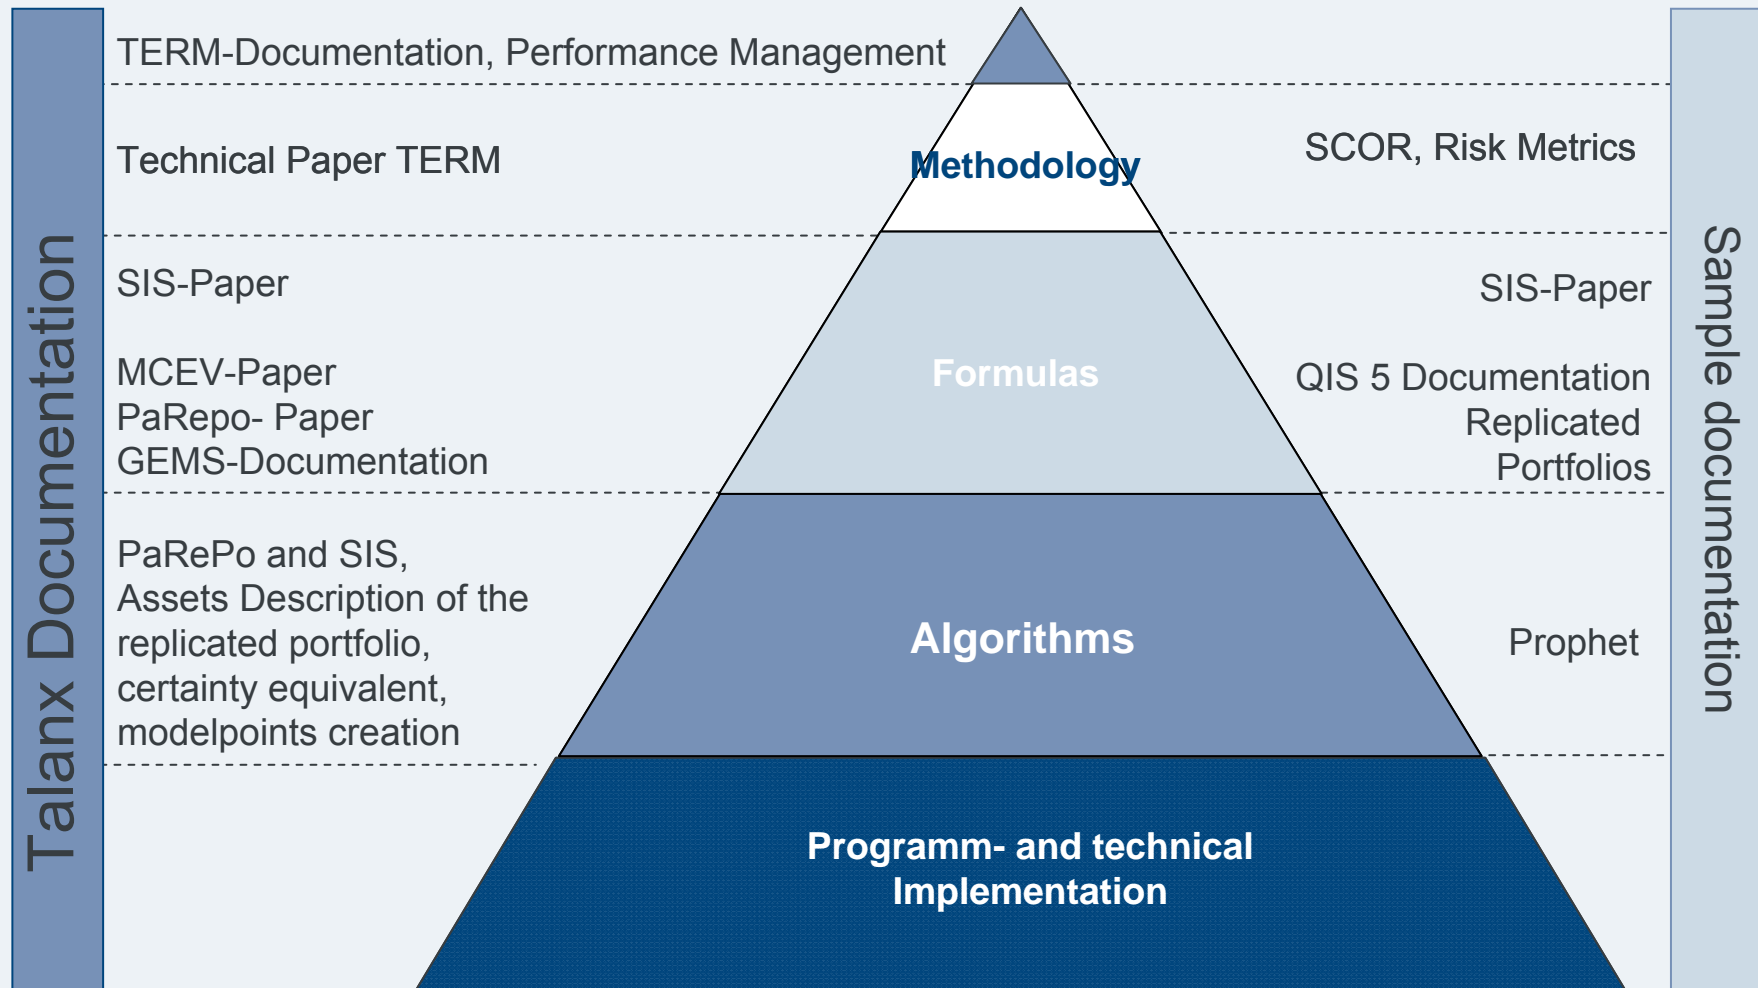 Talanx Documentation
TERM-Documentation, Performance Management
Technical Paper TERM
SIS-Paper
MCEV-Paper
PaRepo- Paper
GEMS-Documentation
PaRePo and SIS,
Assets Description of the
replicated portfolio,
certainty equivalent,
modelpoints creation
Methodology
Formulas
Algorithms
Programm- and technical
Implementation
SCOR, Risk Metrics
SIS-Paper
QIS 5 Documentation
Replicated
Portfolios
Prophet
Sample documentation